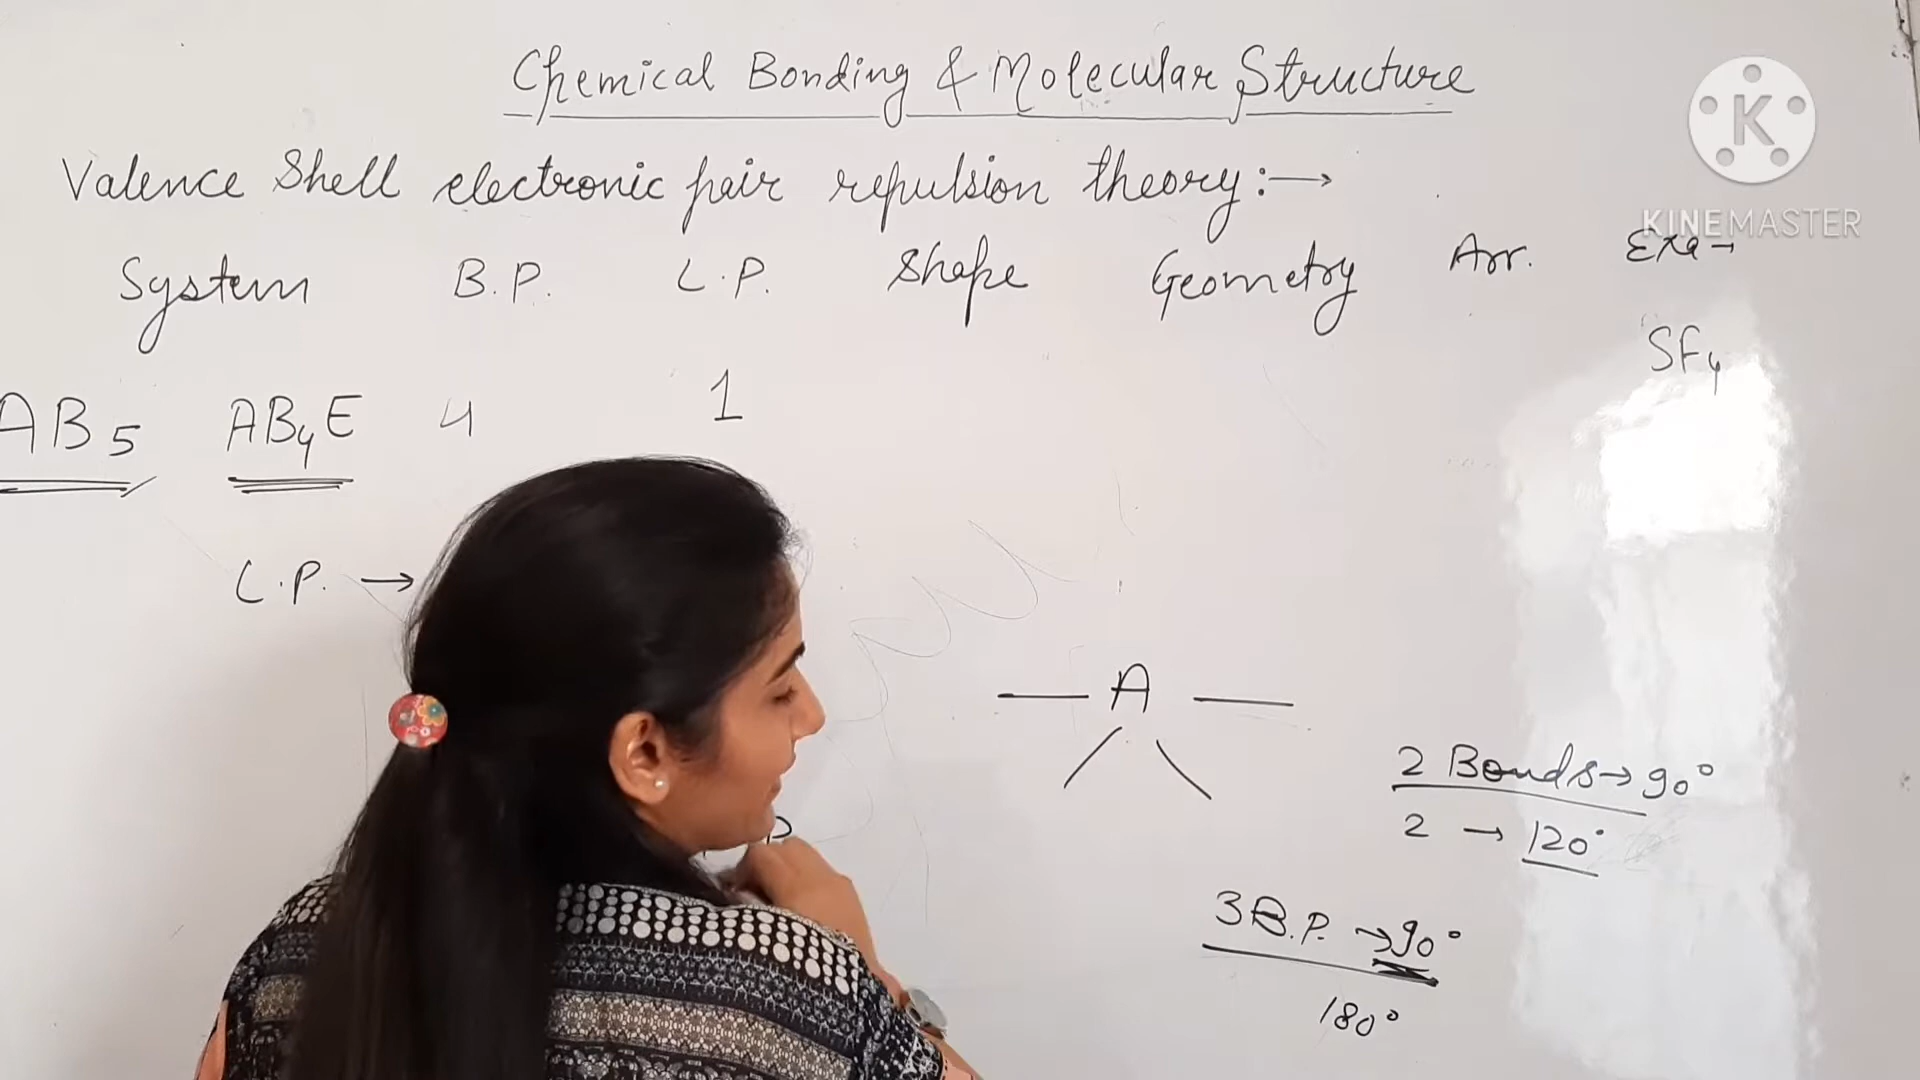 Chemical Bonding & Molecular Structure
Valence Shell electronic pair repulsion theory:→
System B.P. L.P. Shape Geometry Arr. Exa→
SF4
AB5 AB4E 4 1
L.P. →
A
2 Bonds→90°
2 → 120°
3 B.P. →90°
180°
K
KINEMASTER